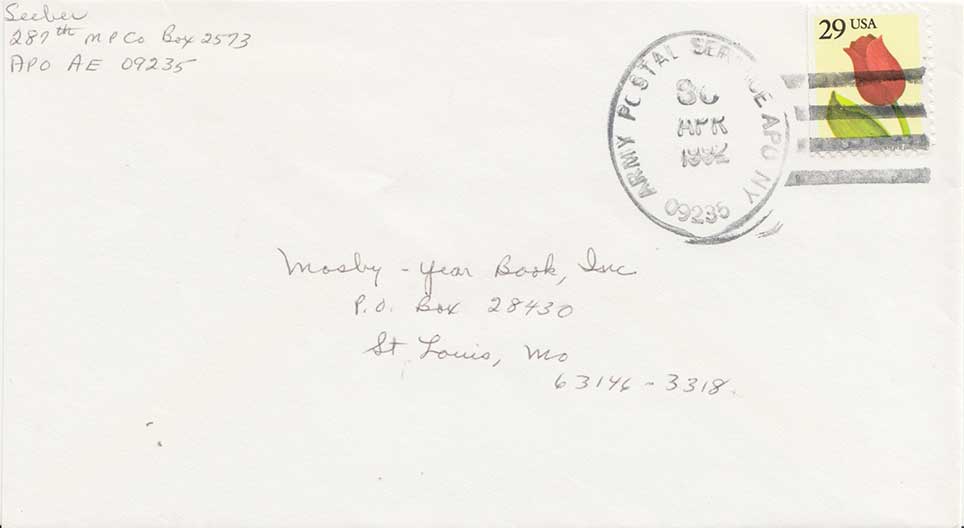 Seeber
287th M P Co Box 2573
APO AE 09235
29 USA
ARMY POSTAL SERVICE APO NY
30
APR
1992
09235
Mosby - Year Book, Inc
P.O. Box 28430
St Louis, Mo
63146-3318